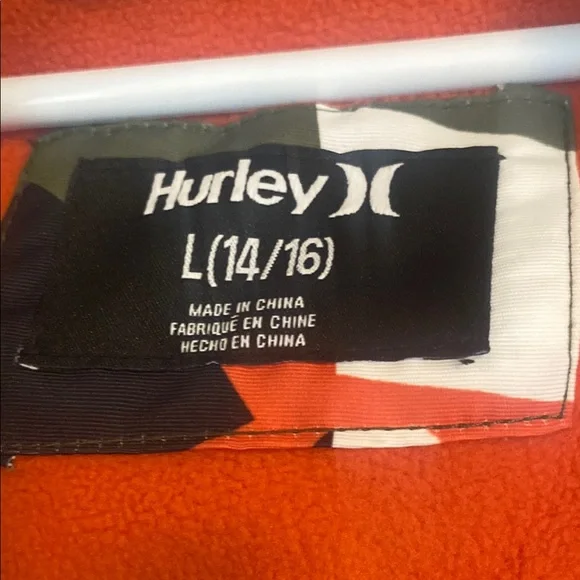 Hurley
L(14/16)
MADE IN CHINA
FABRIQUÉ EN CHINE
HECHO EN CHINA